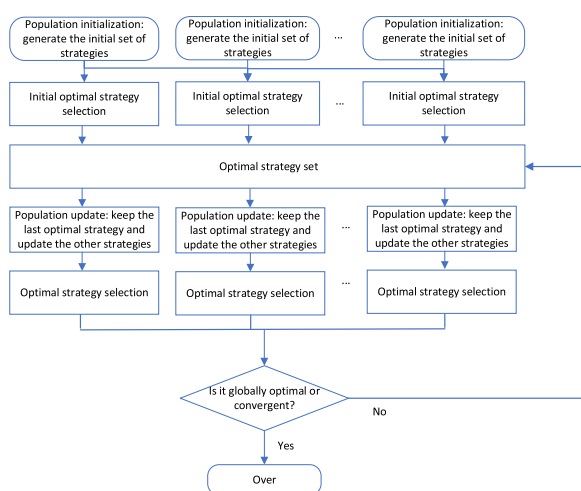 Population initialization:
generate the initial set of
strategies
Population initialization:
generate the initial set of
strategies
...
Population initialization:
generate the initial set of
strategies
Initial optimal strategy
selection
Initial optimal strategy
selection
...
Initial optimal strategy
selection
Optimal strategy set
Population update: keep the
last optimal strategy and
update the other strategies
Population update: keep the
last optimal strategy and
update the other strategies
...
Population update: keep the
last optimal strategy and
update the other strategies
Optimal strategy selection
Optimal strategy selection
...
Optimal strategy selection
Is it globally optimal or
convergent?
No
Yes
Over